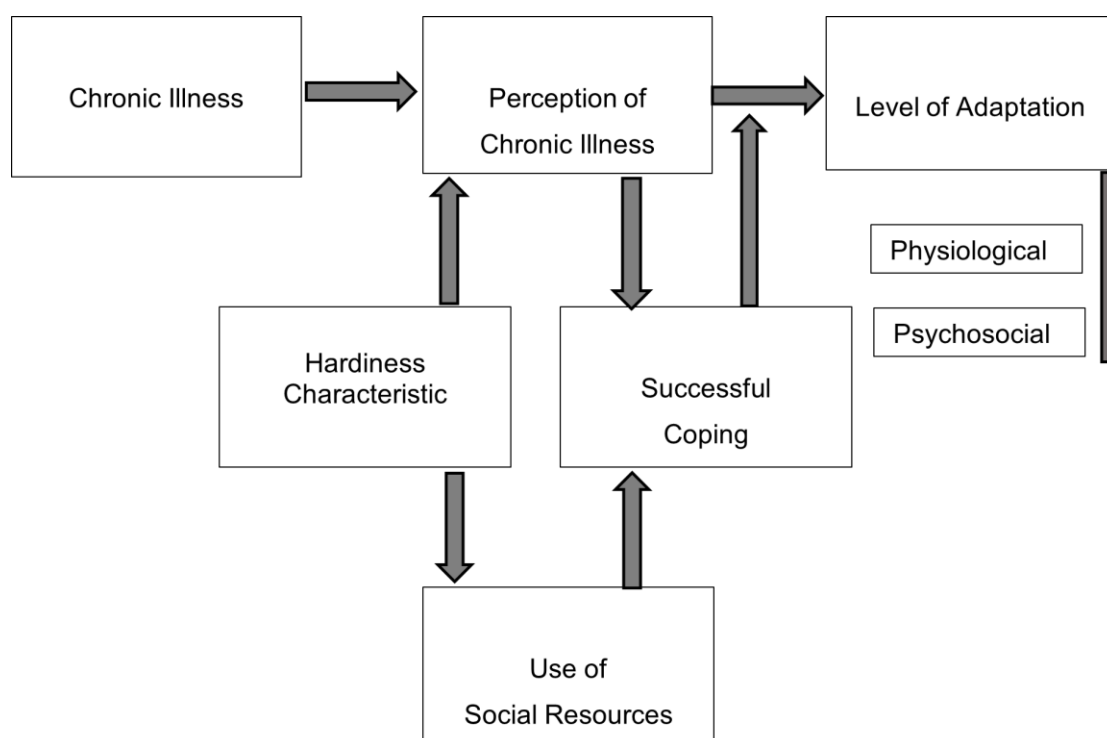 Chronic Illness
Perception of
Chronic Illness
Level of Adaptation
Physiological
Psychosocial
Hardiness
Characteristic
Successful
Coping
Use of
Social Resources